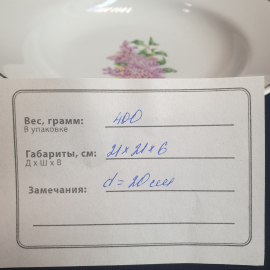 Вес, грамм: 400
В упаковке
Габариты, см: 21 x 21 x 6
Д х Ш х В
Замечания: d = 20 см